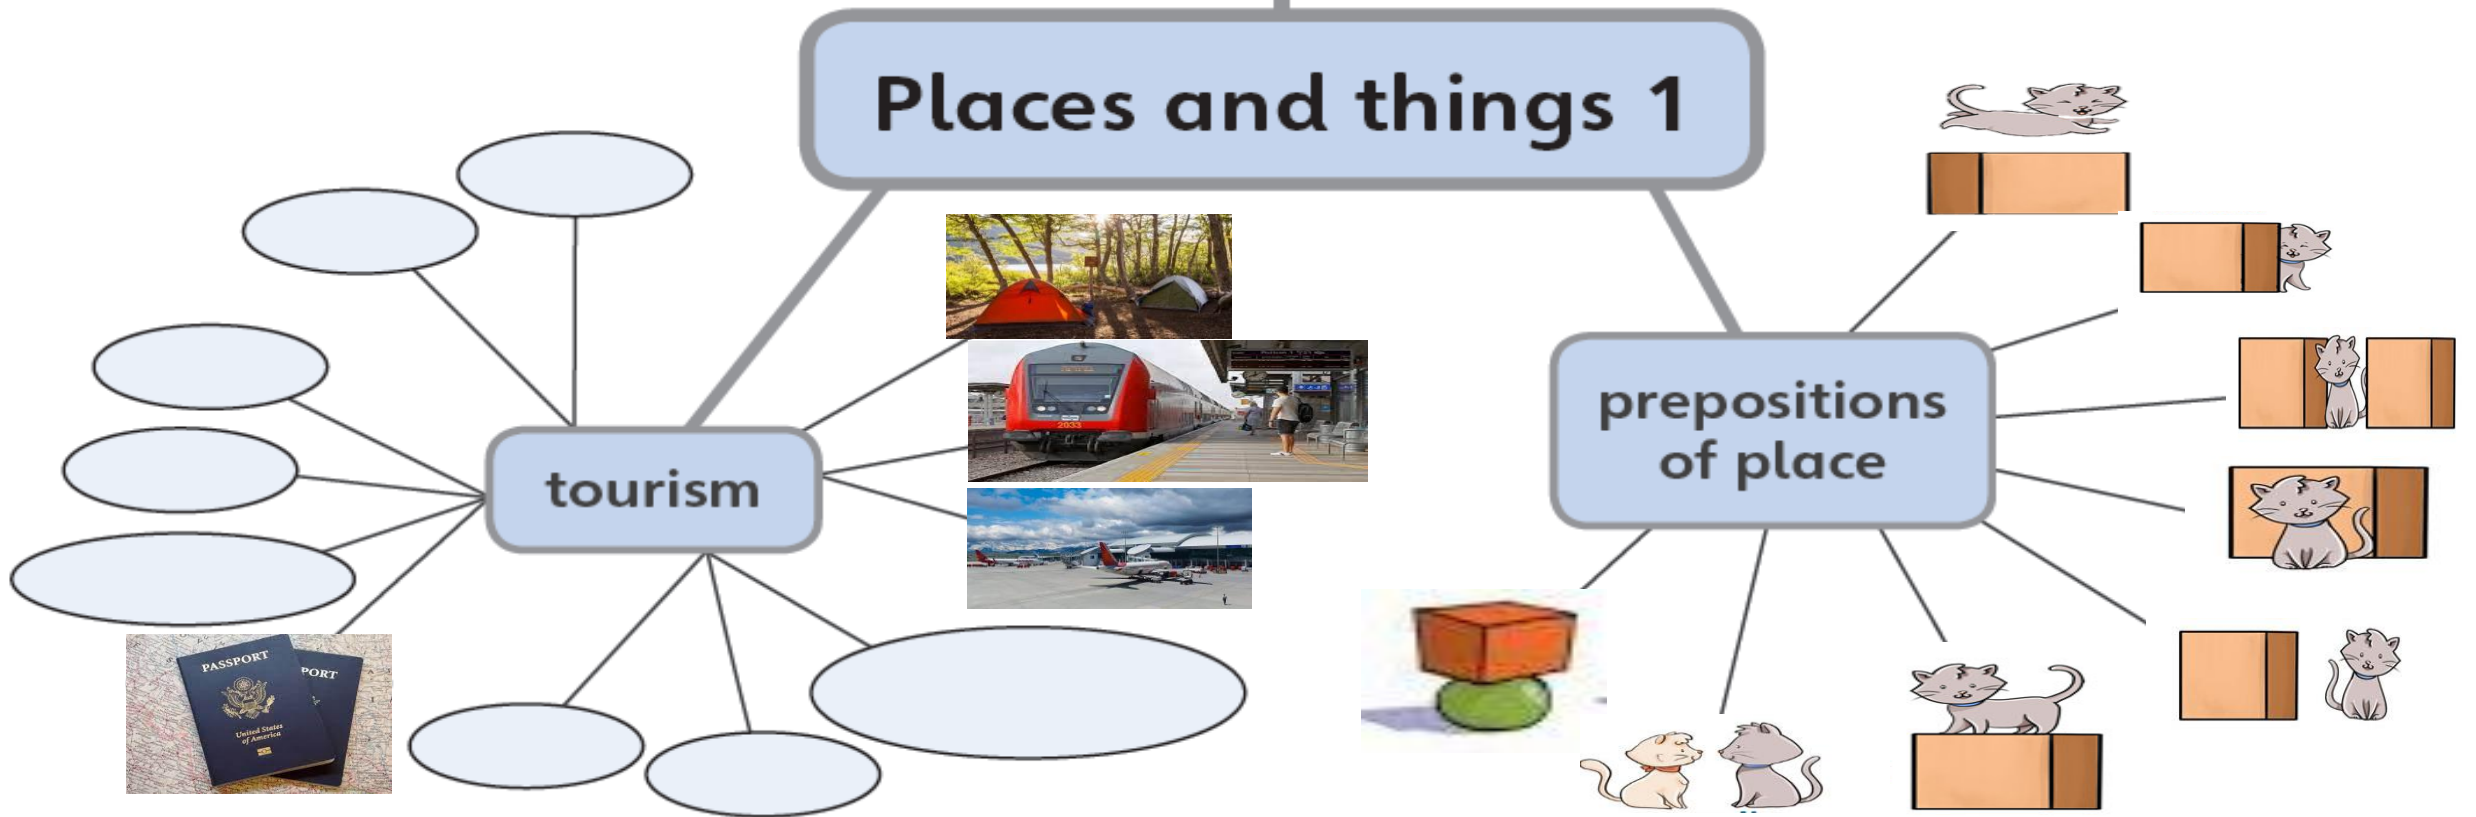 Places and things 1
tourism
prepositions
of place
2033
PASSPORT
PORT
United States
of America